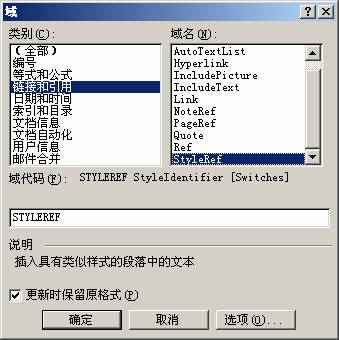 域
类别(C):
域名(N):
(全部)
编号
等式和公式
链接和引用
日期和时间
索引和目录
文档信息
文档自动化
用户信息
邮件合并
AutoTextList
Hyperlink
IncludePicture
IncludeText
Link
NoteRef
PageRef
Quote
Ref
StyleRef
域代码(F): STYLEREF StyleIdentifier [Switches]
STYLEREF
说明
插入具有类似样式的段落中的文本
更新时保留原格式(P)
确定
取消
选项(O)...